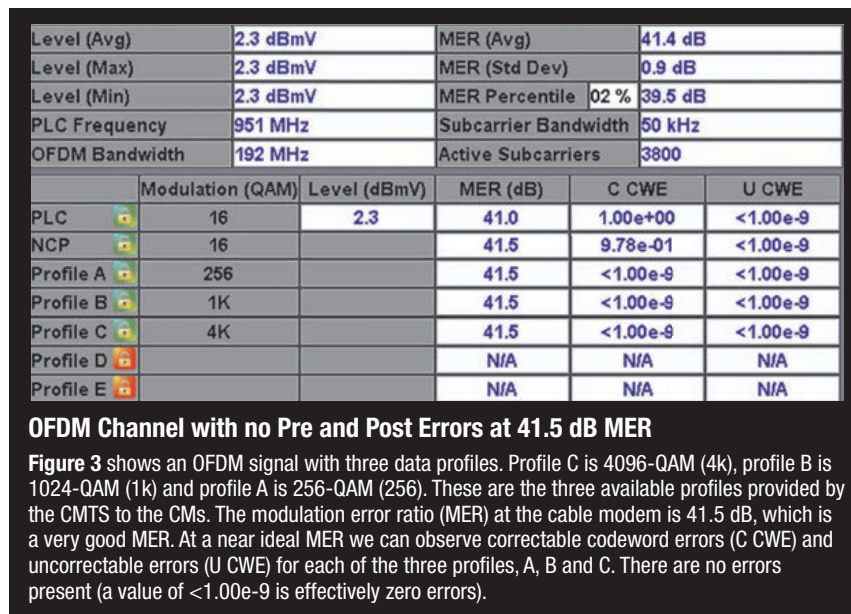 Level (Avg) 2.3 dBmV MER (Avg) 41.4 dB
Level (Max) 2.3 dBmV MER (Std Dev) 0.9 dB
Level (Min) 2.3 dBmV MER Percentile 02 % 39.5 dB
PLC Frequency 951 MHz Subcarrier Bandwidth 50 kHz
OFDM Bandwidth 192 MHz Active Subcarriers 3800
Modulation (QAM) Level (dBmV) MER (dB) C CWE U CWE
PLC 16 2.3 41.0 1.00e+00 <1.00e-9
NCP 16 41.5 9.78e-01 <1.00e-9
Profile A 256 41.5 <1.00e-9 <1.00e-9
Profile B 1K 41.5 <1.00e-9 <1.00e-9
Profile C 4K 41.5 <1.00e-9 <1.00e-9
Profile D N/A N/A N/A
Profile E N/A N/A N/A
OFDM Channel with no Pre and Post Errors at 41.5 dB MER
Figure 3 shows an OFDM signal with three data profiles. Profile C is 4096-QAM (4k), profile B is
1024-QAM (1k) and profile A is 256-QAM (256). These are the three available profiles provided by
the CMTS to the CMs. The modulation error ratio (MER) at the cable modem is 41.5 dB, which is
a very good MER. At a near ideal MER we can observe correctable codeword errors (C CWE) and
uncorrectable errors (U CWE) for each of the three profiles, A, B and C. There are no errors
present (a value of <1.00e-9 is effectively zero errors).